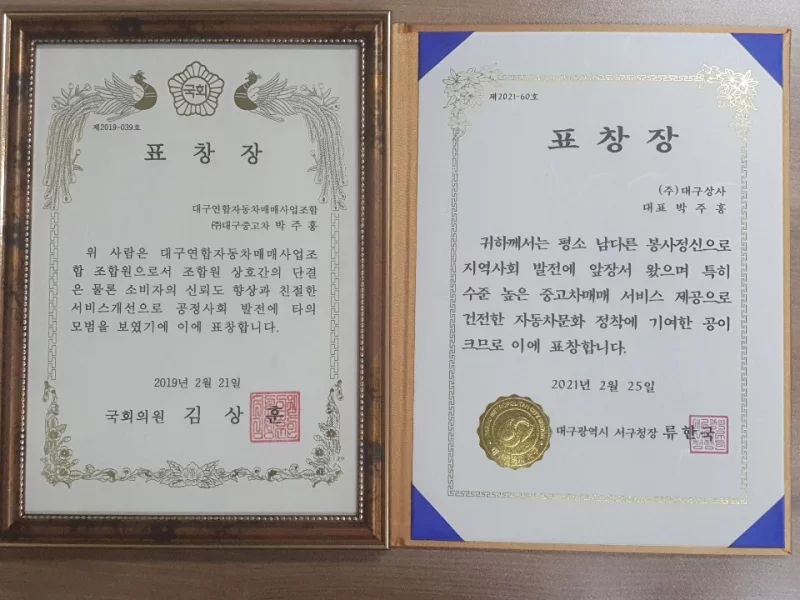 국회
제2019-039호
표 창 장
대구연합자동차매매사업조합
㈜대구중고차 박 주 홍
위 사람은 대구연합자동차매매사업조
합 조합원으로서 조합원 상호간의 단결
은 물론 소비자의 신뢰도 향상과 친절한
서비스개선으로 공정사회 발전에 타의
모범을 보였기에 이에 표창합니다.
2019년 2월 21일
국회의원 김 상 훈
제2021-60호
표 창 장
(주)대구상사
대표 박 주 홍
귀하께서는 평소 남다른 봉사정신으로
지역사회 발전에 앞장서 왔으며 특히
수준 높은 중고차매매 서비스 제공으로
건전한 자동차문화 정착에 기여한 공이
크므로 이에 표창합니다.
2021년 2월 25일
대구광역시 서구청장 류한국